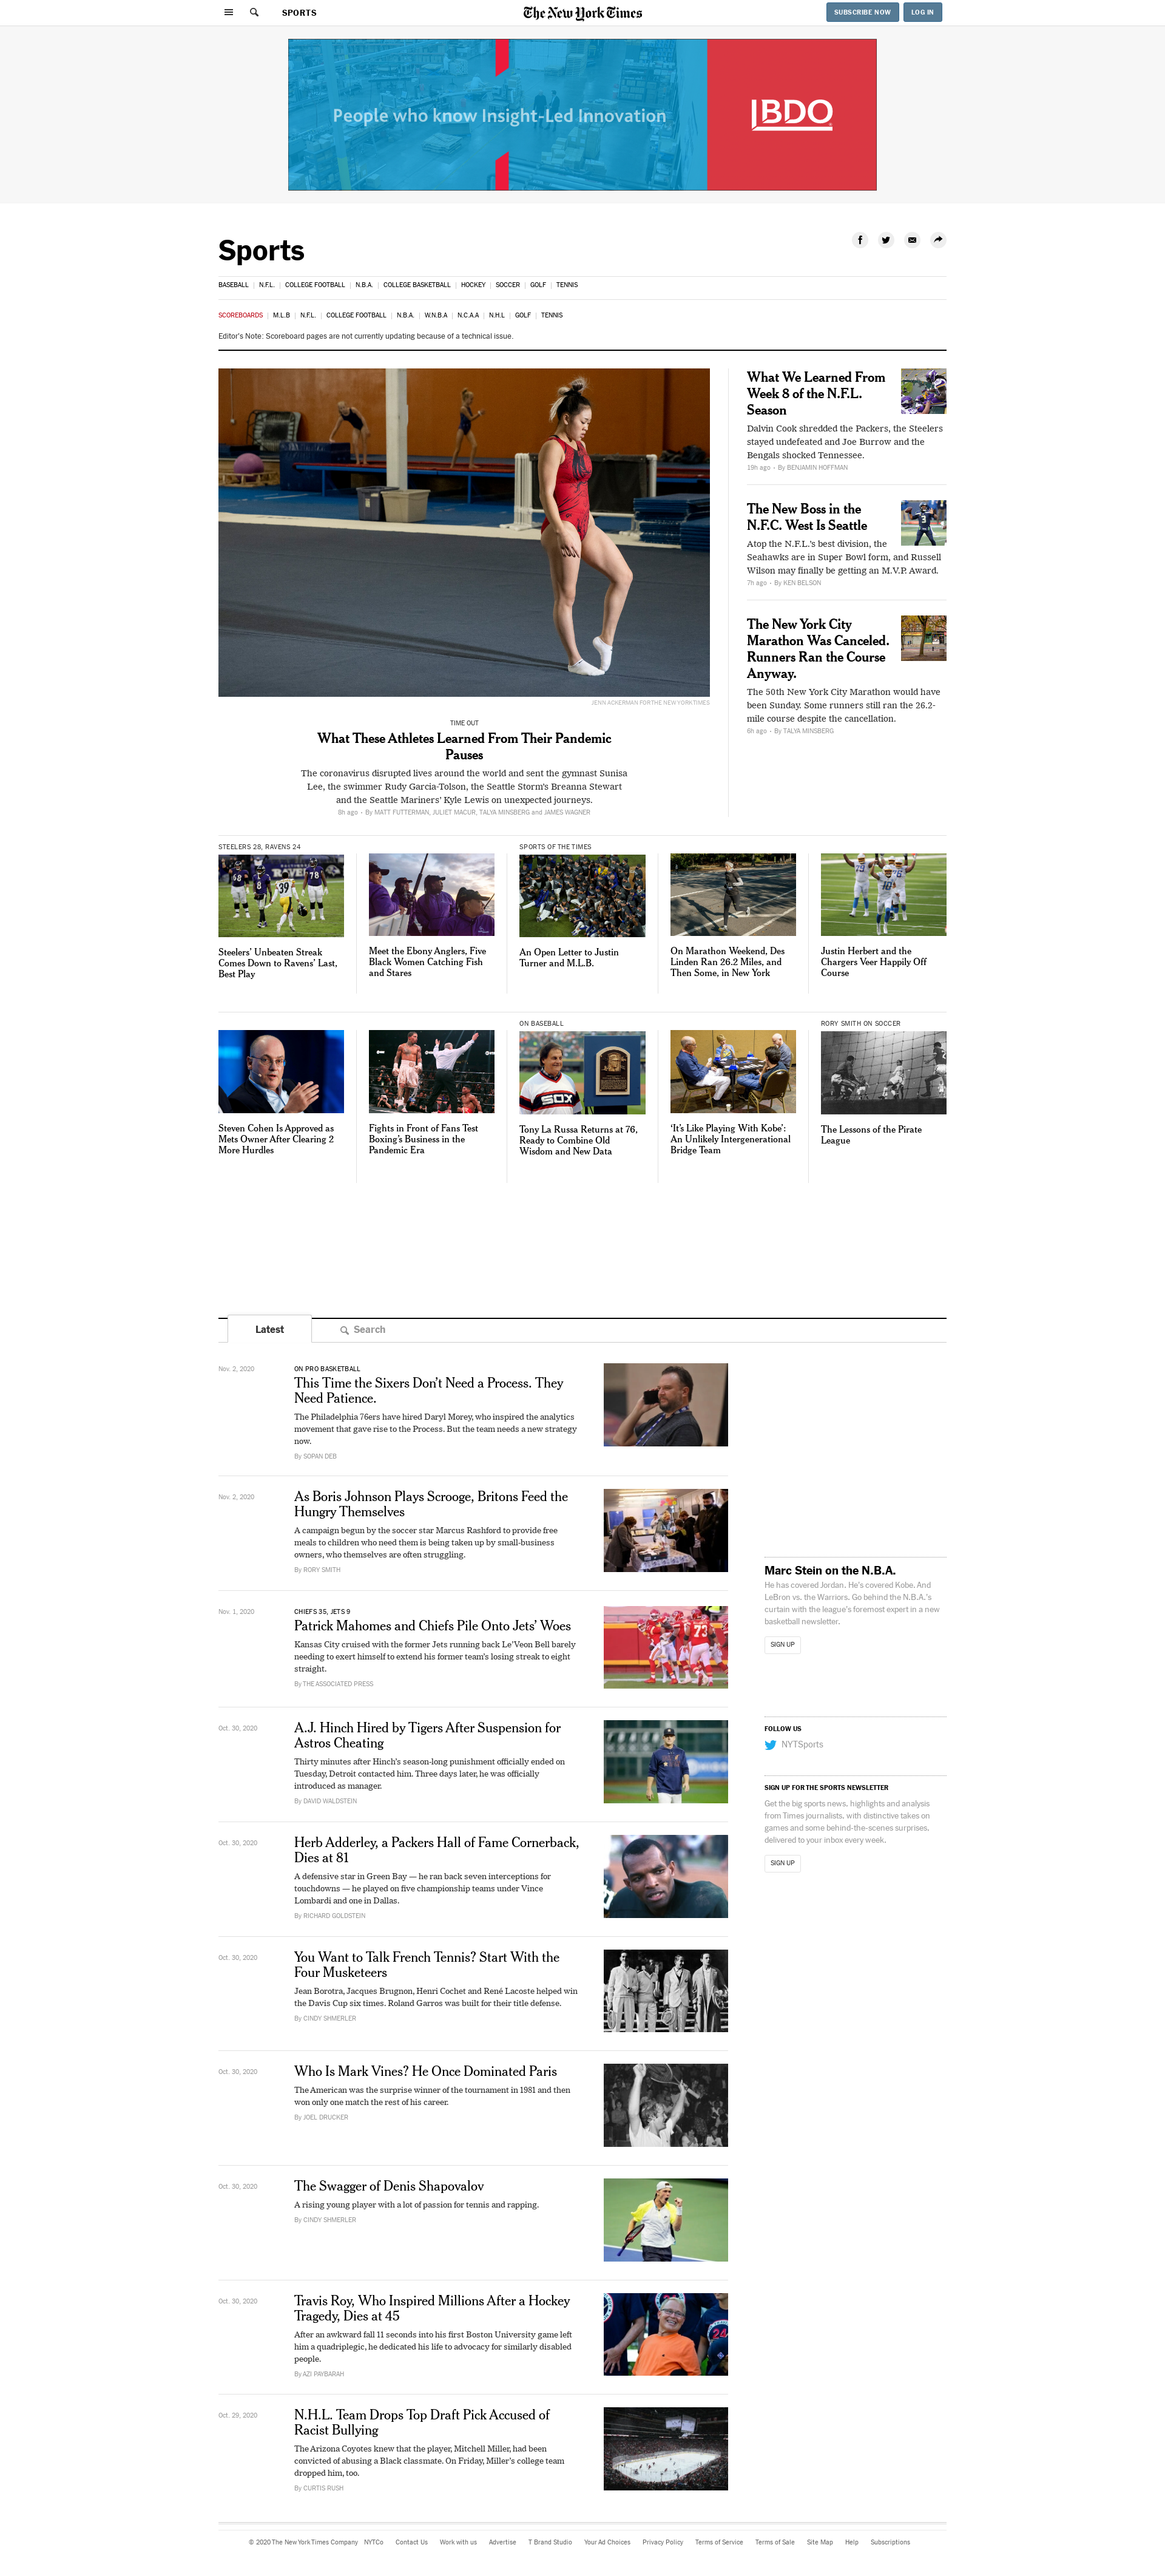 SPORTS
The New York Times
SUBSCRIBE NOW
LOG IN
People who know Insight-Led Innovation
BDO
Sports
BASEBALL | N.F.L. | COLLEGE FOOTBALL | N.B.A. | COLLEGE BASKETBALL | HOCKEY | SOCCER | GOLF | TENNIS
SCOREBOARDS | M.L.B | N.F.L. | COLLEGE FOOTBALL | N.B.A. | W.N.B.A | N.C.A.A | N.H.L | GOLF | TENNIS
Editor's Note: Scoreboard pages are not currently updating because of a technical issue.
JENN ACKERMAN FOR THE NEW YORK TIMES
TIME OUT
What These Athletes Learned From Their Pandemic
Pauses
The coronavirus disrupted lives around the world and sent the gymnast Sunisa
Lee, the swimmer Rudy Garcia-Tolson, the Seattle Storm's Breanna Stewart
and the Seattle Mariners' Kyle Lewis on unexpected journeys.
8h ago • By MATT FUTTERMAN, JULIET MACUR, TALYA MINSBERG and JAMES WAGNER
What We Learned From
Week 8 of the N.F.L.
Season
Dalvin Cook shredded the Packers, the Steelers
stayed undefeated and Joe Burrow and the
Bengals shocked Tennessee.
19h ago • By BENJAMIN HOFFMAN
The New Boss in the
N.F.C. West Is Seattle
Atop the N.F.L.'s best division, the
Seahawks are in Super Bowl form, and Russell
Wilson may finally be getting an M.V.P. Award.
7h ago • By KEN BELSON
The New York City
Marathon Was Canceled.
Runners Ran the Course
Anyway.
The 50th New York City Marathon would have
been Sunday. Some runners still ran the 26.2-
mile course despite the cancellation.
6h ago • By TALYA MINSBERG
STEELERS 28, RAVENS 24
Steelers' Unbeaten Streak
Comes Down to Ravens' Last,
Best Play
Meet the Ebony Anglers, Five
Black Women Catching Fish
and Stares
SPORTS OF THE TIMES
An Open Letter to Justin
Turner and M.L.B.
On Marathon Weekend, Des
Linden Ran 26.2 Miles, and
Then Some, in New York
Justin Herbert and the
Chargers Veer Happily Off
Course
Steven Cohen Is Approved as
Mets Owner After Clearing 2
More Hurdles
Fights in Front of Fans Test
Boxing's Business in the
Pandemic Era
ON BASEBALL
SOX
Tony La Russa Returns at 76,
Ready to Combine Old
Wisdom and New Data
'It's Like Playing With Kobe':
An Unlikely Intergenerational
Bridge Team
RORY SMITH ON SOCCER
The Lessons of the Pirate
League
Latest
Search
Nov. 2, 2020
ON PRO BASKETBALL
This Time the Sixers Don't Need a Process. They
Need Patience.
The Philadelphia 76ers have hired Daryl Morey, who inspired the analytics
movement that gave rise to the Process. But the team needs a new strategy
now.
By SOPAN DEB
Nov. 2, 2020
As Boris Johnson Plays Scrooge, Britons Feed the
Hungry Themselves
A campaign begun by the soccer star Marcus Rashford to provide free
meals to children who need them is being taken up by small-business
owners, who themselves are often struggling.
By RORY SMITH
Nov. 1, 2020
CHIEFS 35, JETS 9
Patrick Mahomes and Chiefs Pile Onto Jets' Woes
Kansas City cruised with the former Jets running back Le'Veon Bell barely
needing to exert himself to extend his former team's losing streak to eight
straight.
By THE ASSOCIATED PRESS.
73
Oct. 30, 2020
A.J. Hinch Hired by Tigers After Suspension for
Astros Cheating
Thirty minutes after Hinch's season-long punishment officially ended on
Tuesday, Detroit contacted him. Three days later, he was officially
introduced as manager.
By DAVID WALDSTEIN
Oct. 30, 2020
Herb Adderley, a Packers Hall of Fame Cornerback,
Dies at 81
A defensive star in Green Bay — he ran back seven interceptions for
touchdowns — he played on five championship teams under Vince
Lombardi and one in Dallas.
By RICHARD GOLDSTEIN
Oct. 30, 2020
You Want to Talk French Tennis? Start With the
Four Musketeers
Jean Borotra, Jacques Brugnon, Henri Cochet and René Lacoste helped win
the Davis Cup six times. Roland Garros was built for their title defense.
By CINDY SHMERLER
Oct. 30, 2020
Who Is Mark Vines? He Once Dominated Paris
The American was the surprise winner of the tournament in 1981 and then
won only one match the rest of his career.
By JOEL DRUCKER
Oct. 30, 2020
The Swagger of Denis Shapovalov
A rising young player with a lot of passion for tennis and rapping.
By CINDY SHMERLER
Oct. 30, 2020
Travis Roy, Who Inspired Millions After a Hockey
Tragedy, Dies at 45
After an awkward fall 11 seconds into his first Boston University game left
him a quadriplegic, he dedicated his life to advocacy for similarly disabled
people.
By AZI PAYBARAH
24
Oct. 29, 2020
N.H.L. Team Drops Top Draft Pick Accused of
Racist Bullying
The Arizona Coyotes knew that the player, Mitchell Miller, had been
convicted of abusing a Black classmate. On Friday, Miller's college team
dropped him, too.
By CURTIS RUSH
Marc Stein on the N.B.A.
He has covered Jordan. He's covered Kobe. And
LeBron vs. the Warriors. Go behind the N.B.A.'s
curtain with the league's foremost expert in a new
basketball newsletter.
SIGN UP
FOLLOW US
NYTSports
SIGN UP FOR THE SPORTS NEWSLETTER
Get the big sports news, highlights and analysis
from Times journalists, with distinctive takes on
games and some behind-the-scenes surprises,
delivered to your inbox every week.
SIGN UP
© 2020 The New York Times Company NYTCo Contact Us Work with us Advertise T Brand Studio Your Ad Choices Privacy Policy Terms of Service Terms of Sale Site Map Help Subscriptions